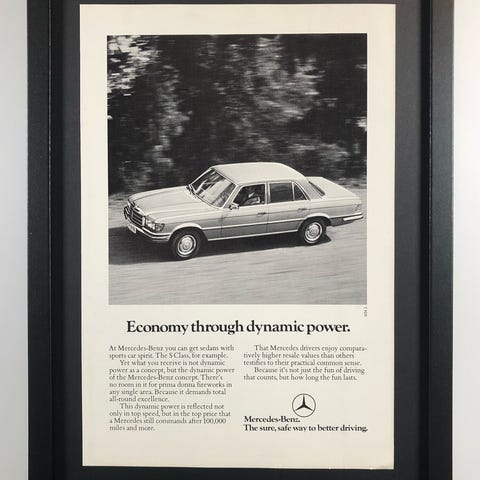 Economy through dynamic power.
At Mercedes-Benz you can get sedans with
sports car spirit. The S-Class, for example.
Yet what you receive is not dynamic
power as a concept, but the dynamic power
of the Mercedes-Benz concept. There's
no room in it for prima donna fireworks in
any single area. Because it demands total
all-round excellence.
This dynamic power is reflected not
only in top speed, but in the top price that
a Mercedes still commands after 100,000
miles and more.
That Mercedes drivers enjoy compara-
tively higher resale values than others
testifies to their practical common sense.
Because it's not just the fun of driving
that counts, but how long the fun lasts.
Mercedes-Benz.
The sure, safe way to better driving.